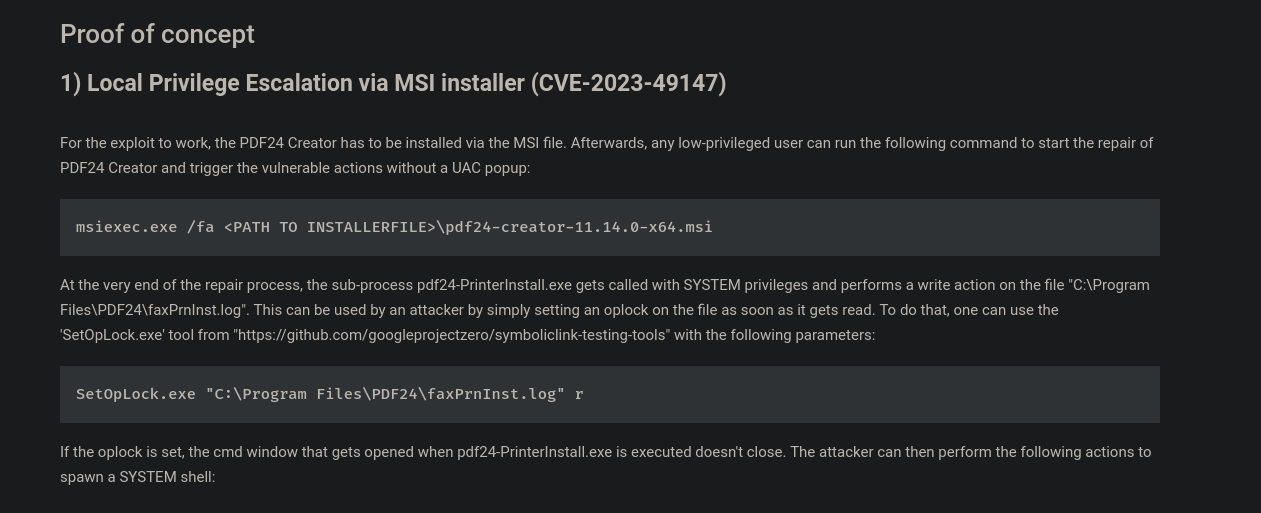 Proof of concept
1) Local Privilege Escalation via MSI installer (CVE-2023-49147)
For the exploit to work, the PDF24 Creator has to be installed via the MSI file. Afterwards, any low-privileged user can run the following command to start the repair of
PDF24 Creator and trigger the vulnerable actions without a UAC popup:
msiexec.exe /fa <PATH TO INSTALLERFILE>\pdf24-creator-11.14.0-x64.msi
At the very end of the repair process, the sub-process pdf24-PrinterInstall.exe gets called with SYSTEM privileges and performs a write action on the file "C:\Program
Files\PDF24\faxPrnInst.log". This can be used by an attacker by simply setting an oplock on the file as soon as it gets read. To do that, one can use the
'SetOpLock.exe' tool from "https://github.com/googleprojectzero/symboliclink-testing-tools" with the following parameters:
SetOpLock.exe "C:\Program Files\PDF24\faxPrnInst.log" r
If the oplock is set, the cmd window that gets opened when pdf24-PrinterInstall.exe is executed doesn't close. The attacker can then perform the following actions to
spawn a SYSTEM shell: